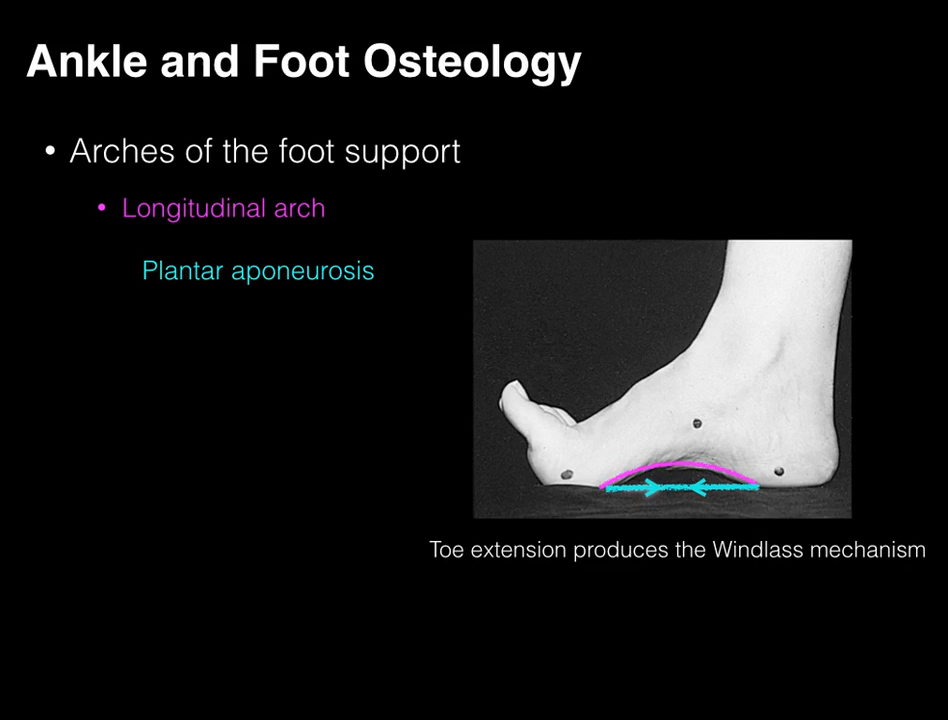 Ankle and Foot Osteology
• Arches of the foot support
• Longitudinal arch
Plantar aponeurosis
Toe extension produces the Windlass mechanism